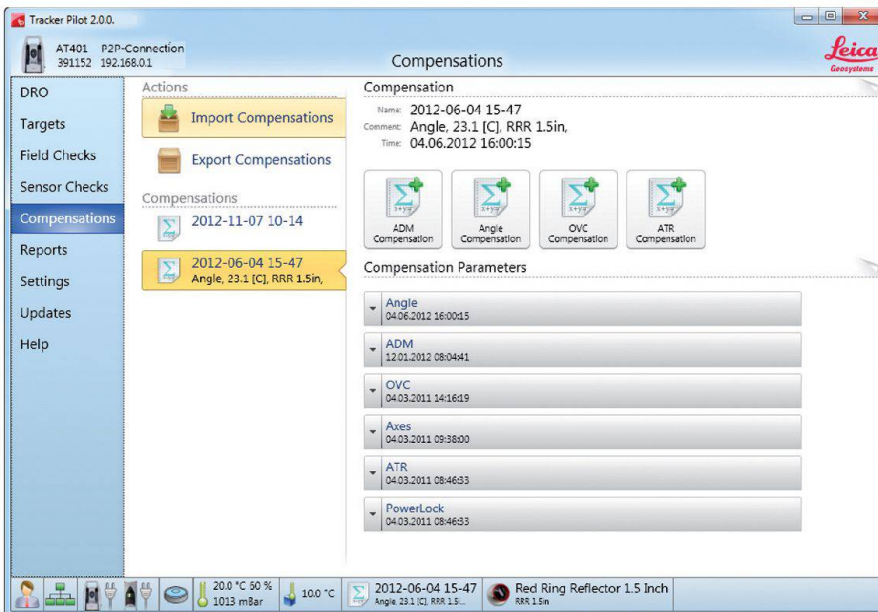 Tracker Pilot 2.0.0.
AT401 P2P-Connection
391152 192.168.0.1
Compensations
Leica
Geosystems
DRO
Targets
Field Checks
Sensor Checks
Compensations
Reports
Settings
Updates
Help
Actions
Import Compensations
Export Compensations
Compensations
2012-11-07 10-14
2012-06-04 15-47
Angle, 23.1 [C], RRR 1.5in,
Compensation
Name: 2012-06-04 15-47
Comment: Angle, 23.1 [C], RRR 1.5in,
Time: 04.06.2012 16:00:15
ADM
Compensation
Angle
Compensation
OVC
Compensation
ATR
Compensation
Compensation Parameters
Angle
04.06.2012 16:00:15
ADM
12.01.2012 08:04:41
OVC
04.03.2011 14:16:19
Axes
04.03.2011 09:38:00
ATR
04.03.2011 08:46:33
PowerLock
04.03.2011 08:46:33
20.0 °C 50 %
1013 mBar
10.0 °C
2012-06-04 15-47
Angle, 23.1 [C], RRR 1.5i...
Red Ring Reflector 1.5 Inch
RRR 1.5in